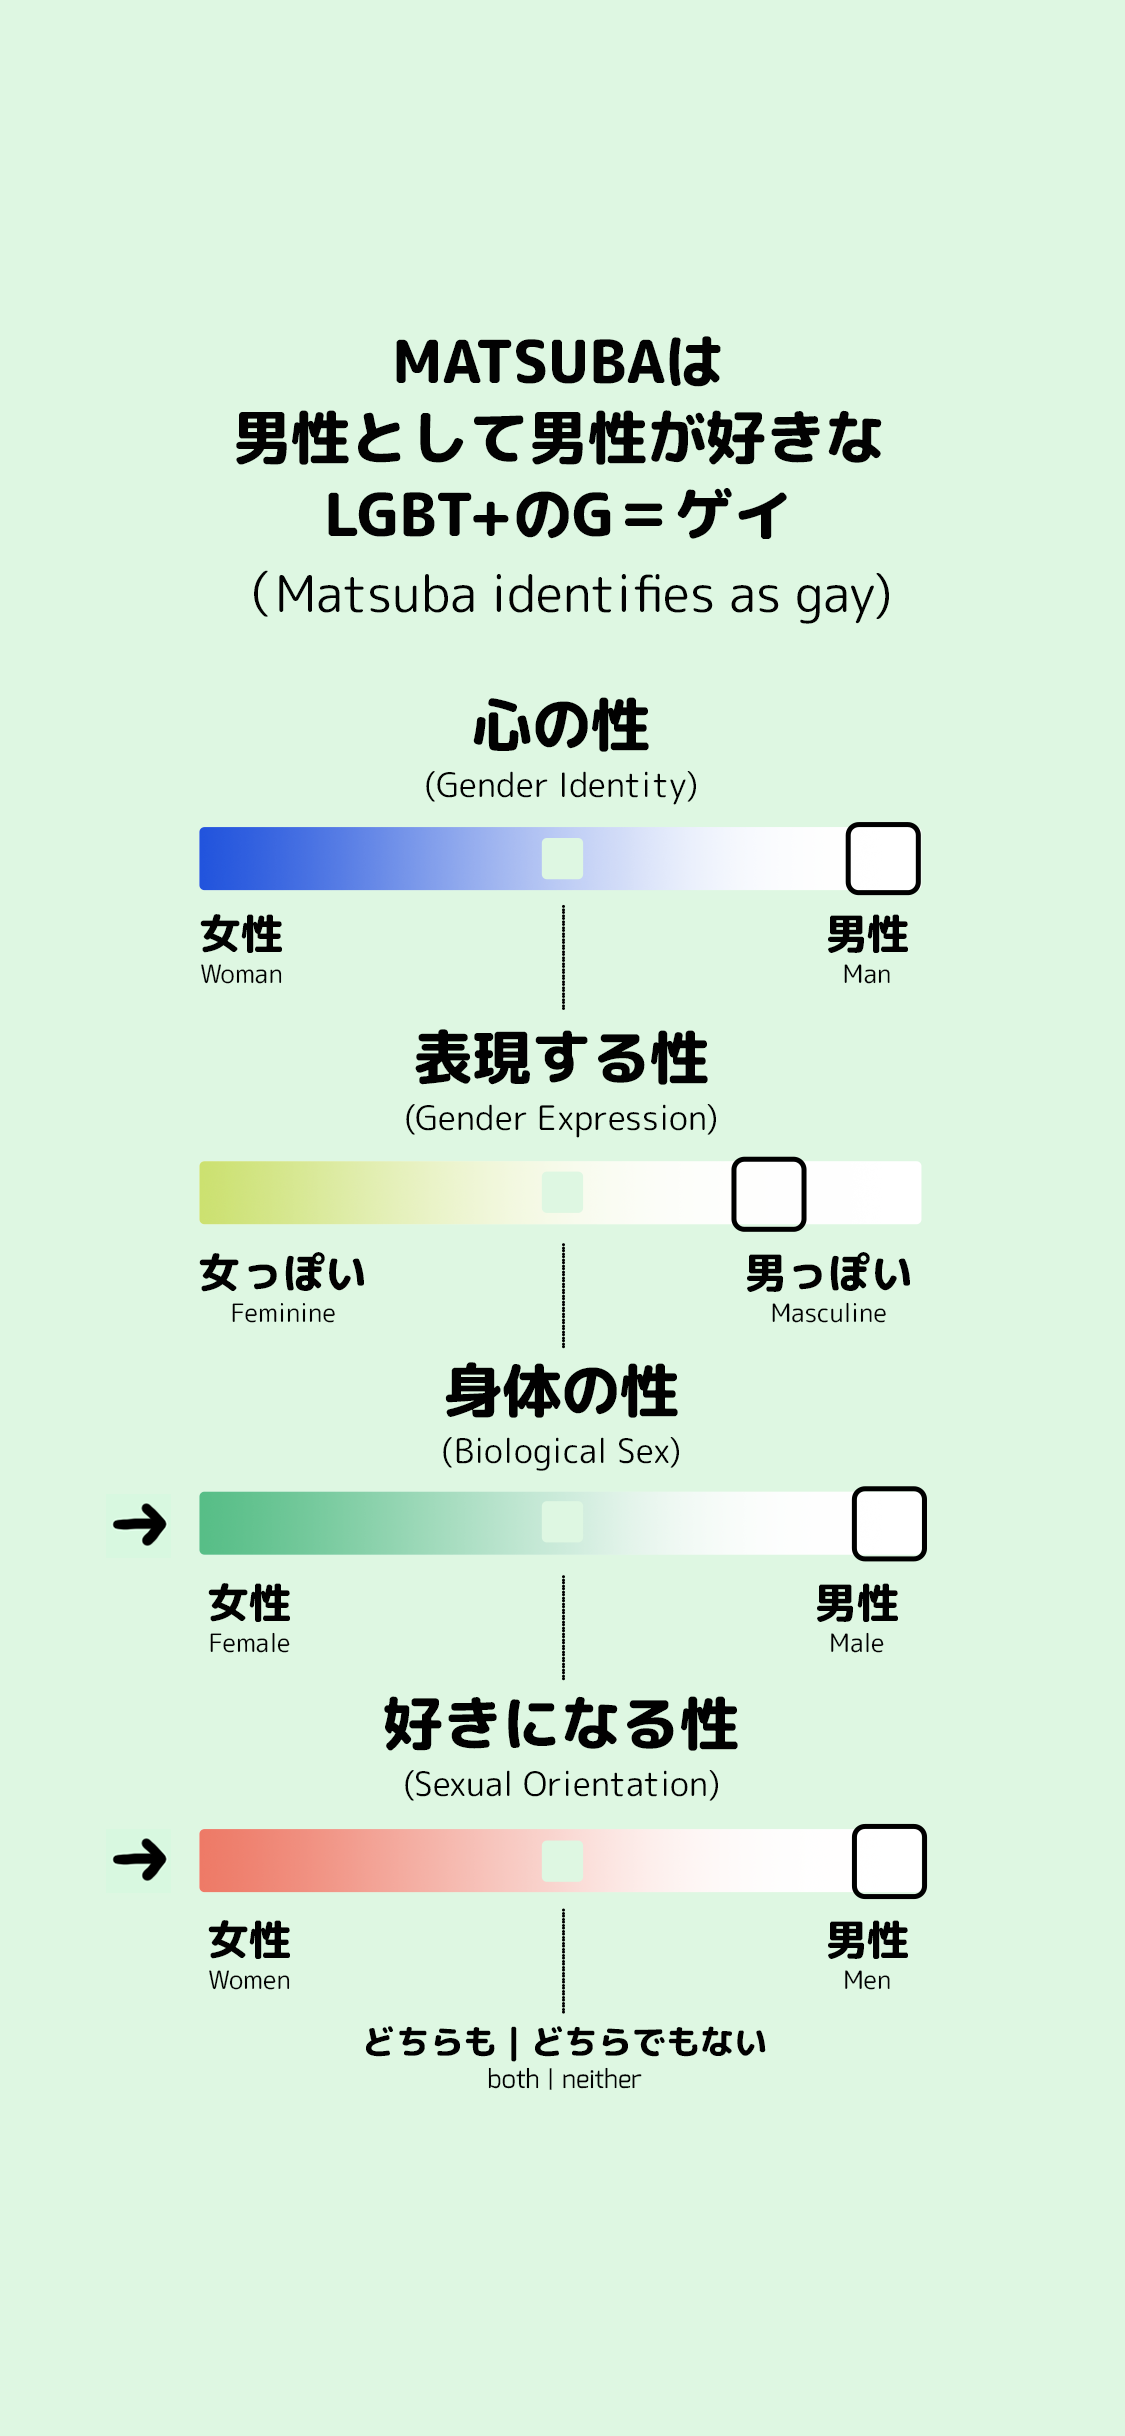 MATSUBAは
男性として男性が好きな
LGBT+のG＝ゲイ
（Matsuba identifies as gay)
心の性
(Gender Identity)
女性 男性
Woman Man
表現する性
(Gender Expression)
女っぽい 男っぽい
Feminine Masculine
身体の性
(Biological Sex)
→
女性 男性
Female Male
好きになる性
(Sexual Orientation)
→
女性 男性
Women Men
どちらも | どちらでもない
both | neither